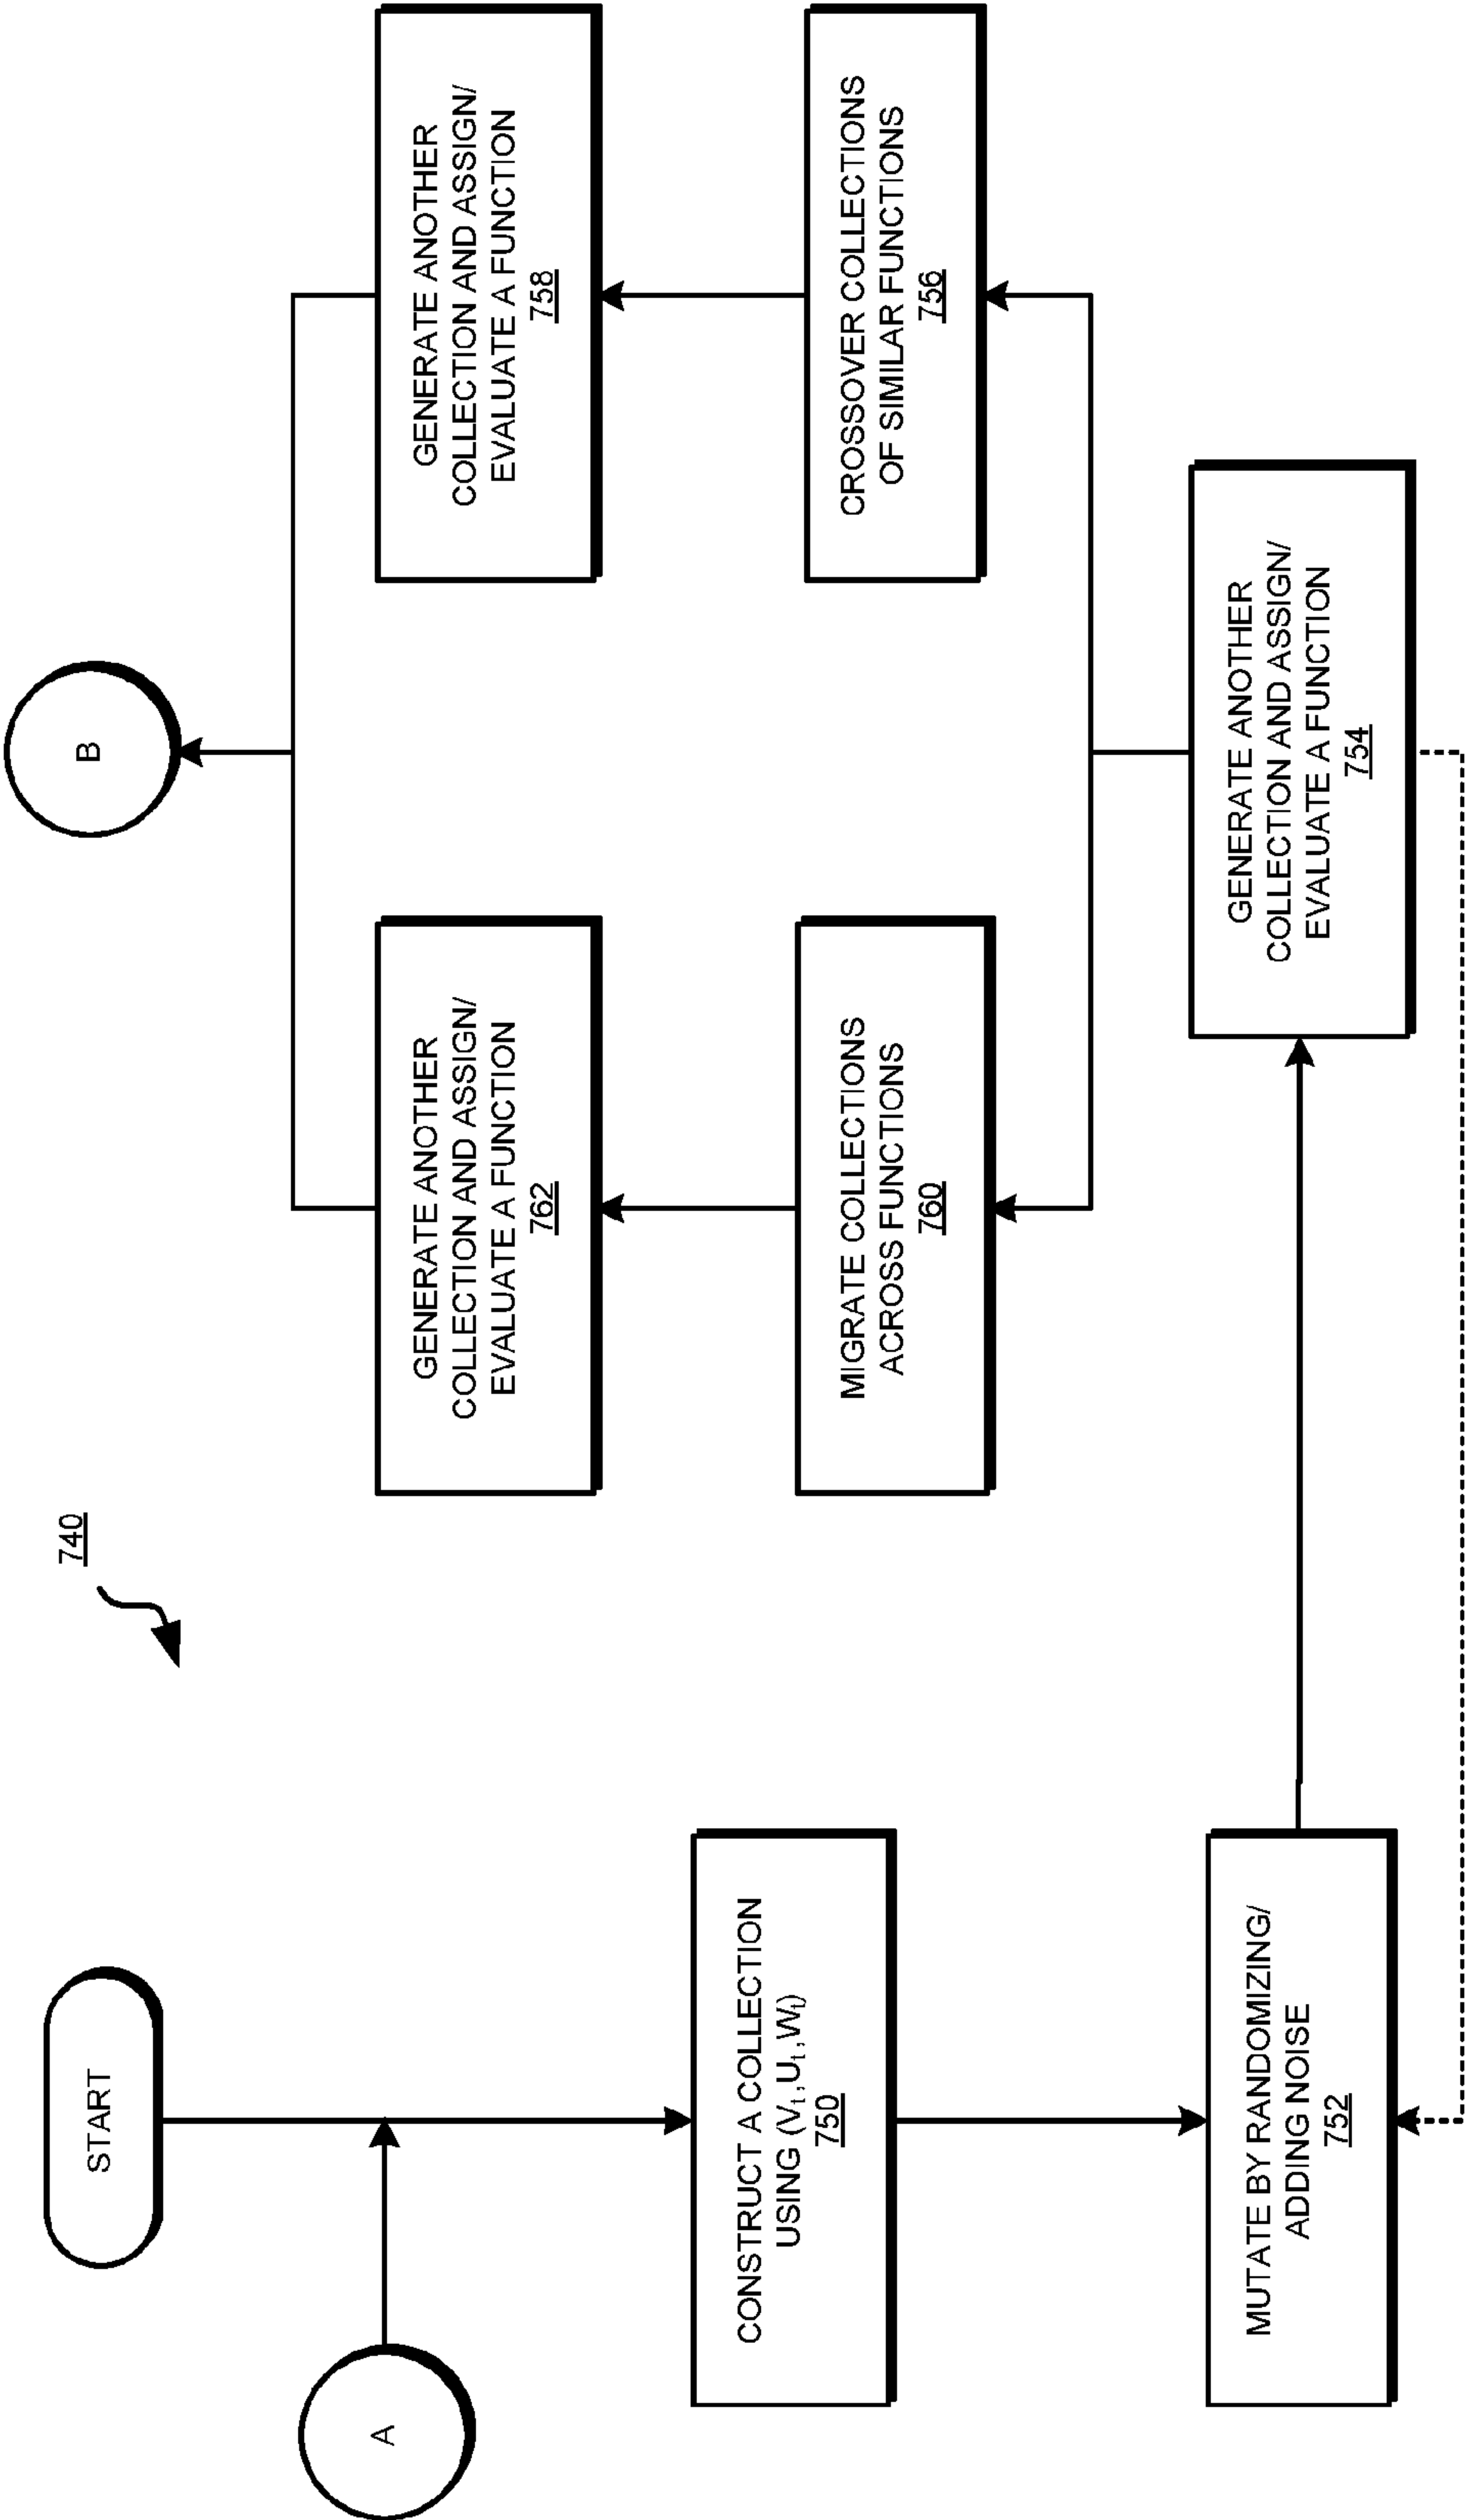 740
START
A
CONSTRUCT A COLLECTION
USING (Vt, Ut, Wt)
750
MUTATE BY RANDOMIZING/
ADDING NOISE
752
GENERATE ANOTHER
COLLECTION AND ASSIGN/
EVALUATE A FUNCTION
754
MIGRATE COLLECTIONS
ACROSS FUNCTIONS
760
GENERATE ANOTHER
COLLECTION AND ASSIGN/
EVALUATE A FUNCTION
762
CROSSOVER COLLECTIONS
OF SIMILAR FUNCTIONS
756
GENERATE ANOTHER
COLLECTION AND ASSIGN/
EVALUATE A FUNCTION
758
B